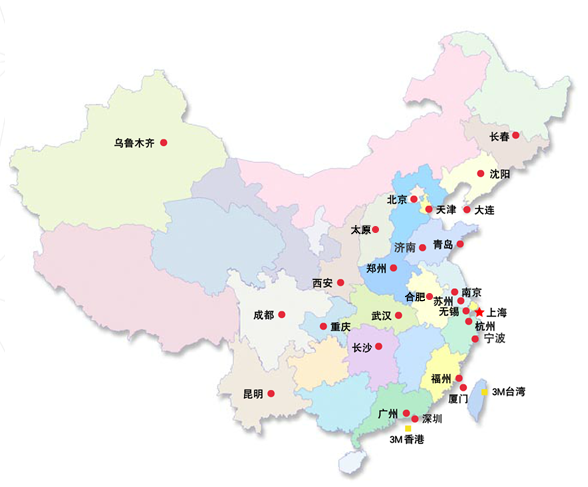 长春
乌鲁木齐
沈阳
北京
天津
大连
太原
济南
青岛
郑州
西安
合肥
南京
苏州
成都
重庆
武汉
无锡
上海
杭州
宁波
长沙
福州
昆明
厦门
3M台湾
广州
深圳
3M香港